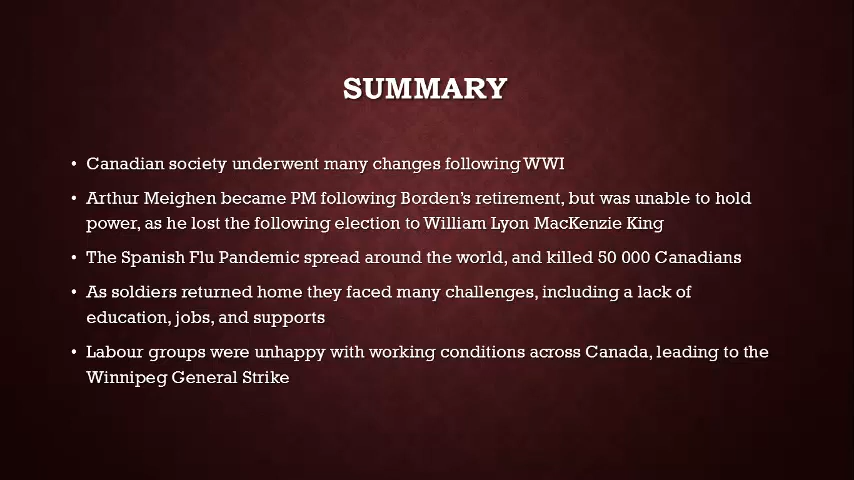 SUMMARY
• Canadian society underwent many changes following WWI
• Arthur Meighen became PM following Borden's retirement, but was unable to hold
power, as he lost the following election to William Lyon MacKenzie King
• The Spanish Flu Pandemic spread around the world, and killed 50 000 Canadians
• As soldiers returned home they faced many challenges, including a lack of
education, jobs, and supports
• Labour groups were unhappy with working conditions across Canada, leading to the
Winnipeg General Strike